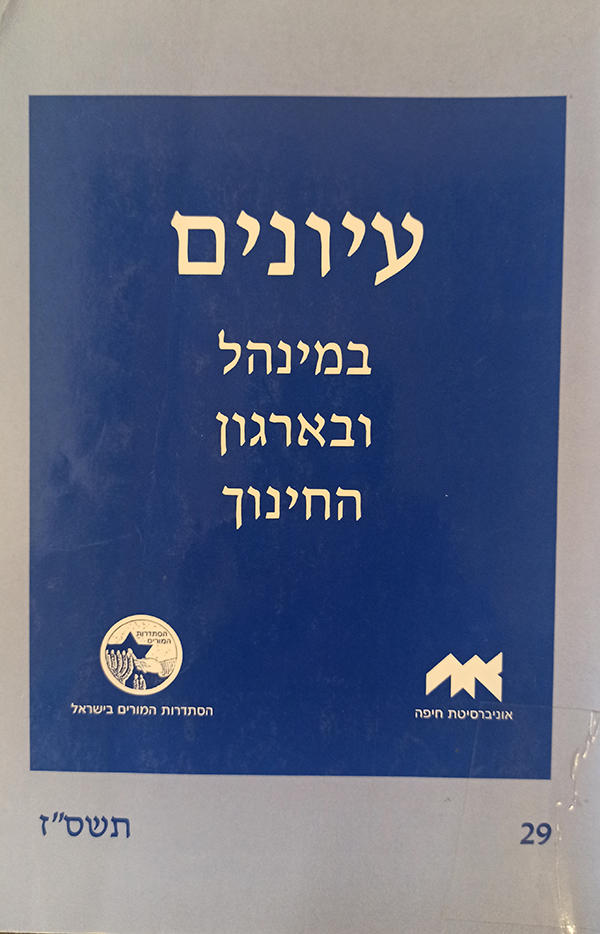 עיונים
במינהל
ובארגון
החינוך
הסתדרות
המורים
אוניברסיטת חיפה
הסתדרות המורים בישראל
29
תשס"ז